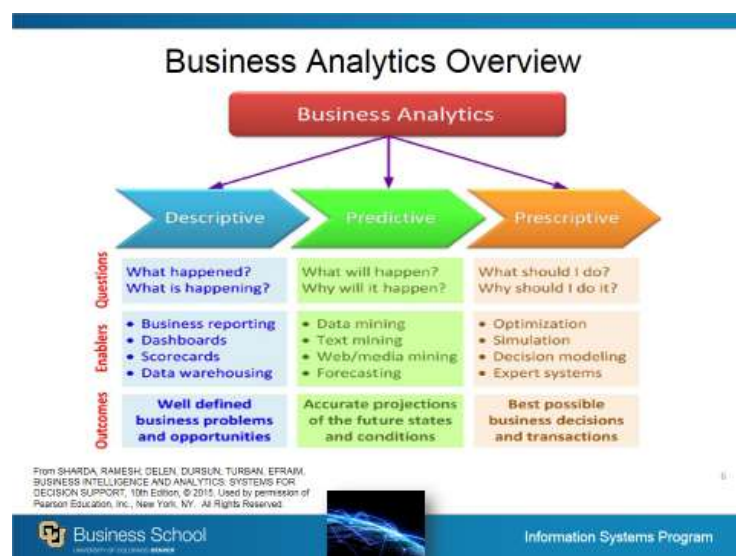 Business Analytics Overview
Business Analytics
Descriptive
Predictive
Prescriptive
Questions
What happened?
What is happening?
What will happen?
Why will it happen?
What should I do?
Why should I do it?
Enablers
• Business reporting
• Dashboards
• Scorecards
• Data warehousing
• Data mining
• Text mining
• Web/media mining
• Forecasting
• Optimization
• Simulation
• Decision modeling
• Expert systems
Outcomes
Well defined
business problems
and opportunities
Accurate projections
of the future states
and conditions
Best possible
business decisions
and transactions
From SHARDA, RAMESH; DELEN, DURSUN; TURBAN, EFRAIM,
BUSINESS INTELLIGENCE AND ANALYTICS: SYSTEMS FOR
DECISION SUPPORT, 10th Edition, © 2015, Used by permission of
Pearson Education, Inc., New York, NY. All Rights Reserved.
6
Business School
UNIVERSITY OF COLORADO DENVER
Information Systems Program